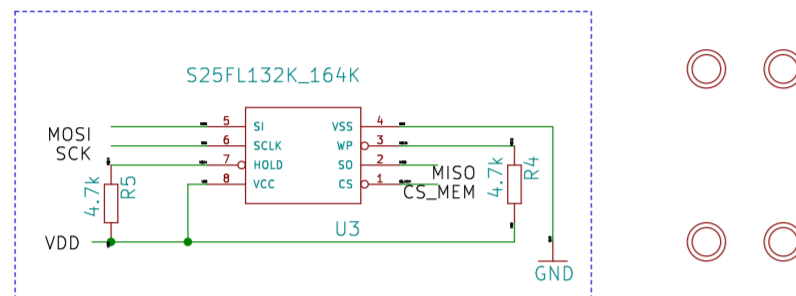 S25FL132K_164K
MOSI
SCK
5
6
7
8
SI
SCLK
HOLD
VCC
VSS
WP
SO
CS
4
3
2
1
MISO
CS_MEM
4.7k
R5
4.7k
R4
VDD
U3
GND